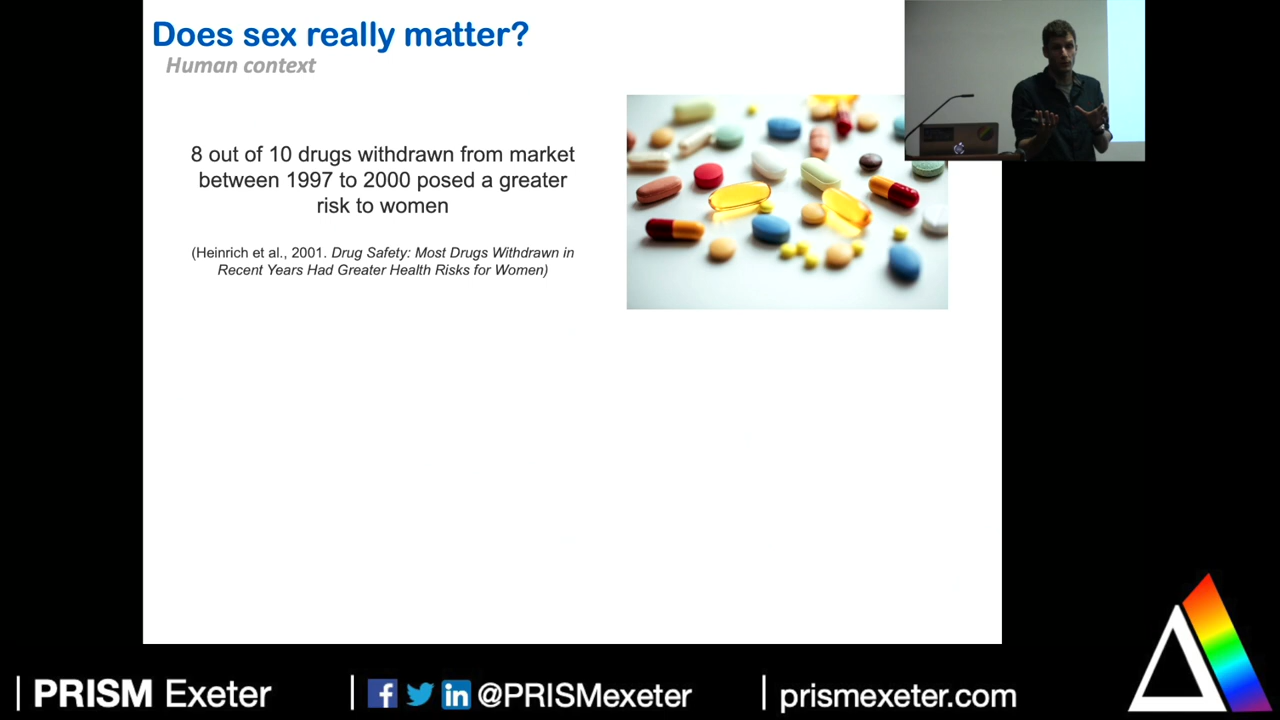 Does sex really matter?
Human context
8 out of 10 drugs withdrawn from market
between 1997 to 2000 posed a greater
risk to women
(Heinrich et al., 2001. Drug Safety: Most Drugs Withdrawn in
Recent Years Had Greater Health Risks for Women)
| PRISM Exeter | @PRISMexeter | prismexeter.com